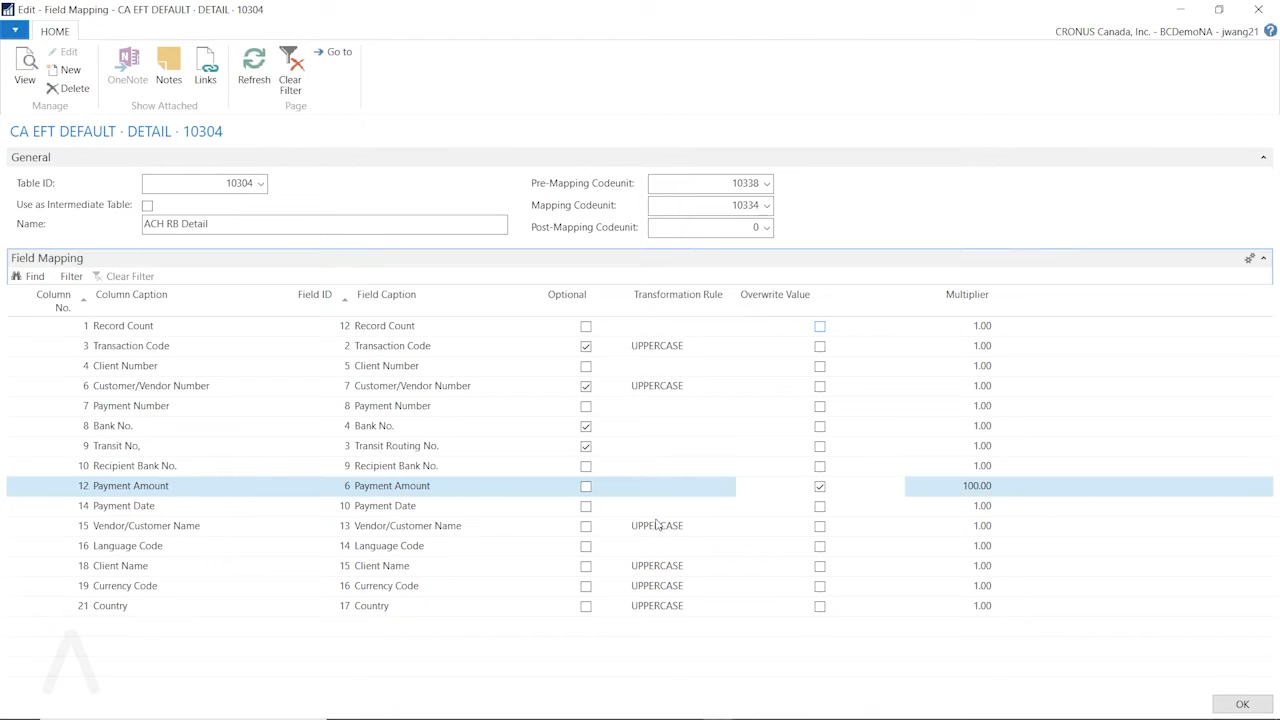 Edit - Field Mapping - CA EFT DEFAULT · DETAIL · 10304
HOME
CRONUS Canada, Inc. - BCDemoNA - jwang21
View
Edit
New
Delete
OneNote
Notes
Links
Refresh
Clear Filter
Go to
Manage
Show Attached
Page
CA EFT DEFAULT · DETAIL · 10304
General
Table ID: 10304
Pre-Mapping Codeunit: 10338
Use as Intermediate Table:
Mapping Codeunit: 10334
Name: ACH RB Detail
Post-Mapping Codeunit: 0
Field Mapping
Find Filter Clear Filter
Column No. Column Caption Field ID Field Caption Optional Transformation Rule Overwrite Value Multiplier
1 Record Count 12 Record Count 1.00
3 Transaction Code 2 Transaction Code UPPERCASE 1.00
4 Client Number 5 Client Number 1.00
6 Customer/Vendor Number 7 Customer/Vendor Number UPPERCASE 1.00
7 Payment Number 8 Payment Number 1.00
8 Bank No. 4 Bank No. 1.00
9 Transit No, 3 Transit Routing No. 1.00
10 Recipient Bank No. 9 Recipient Bank No. 1.00
12 Payment Amount 6 Payment Amount 100.00
14 Payment Date 10 Payment Date 1.00
15 Vendor/Customer Name 13 Vendor/Customer Name UPPERCASE 1.00
16 Language Code 14 Language Code 1.00
18 Client Name 15 Client Name UPPERCASE 1.00
19 Currency Code 16 Currency Code UPPERCASE 1.00
21 Country 17 Country UPPERCASE 1.00
OK